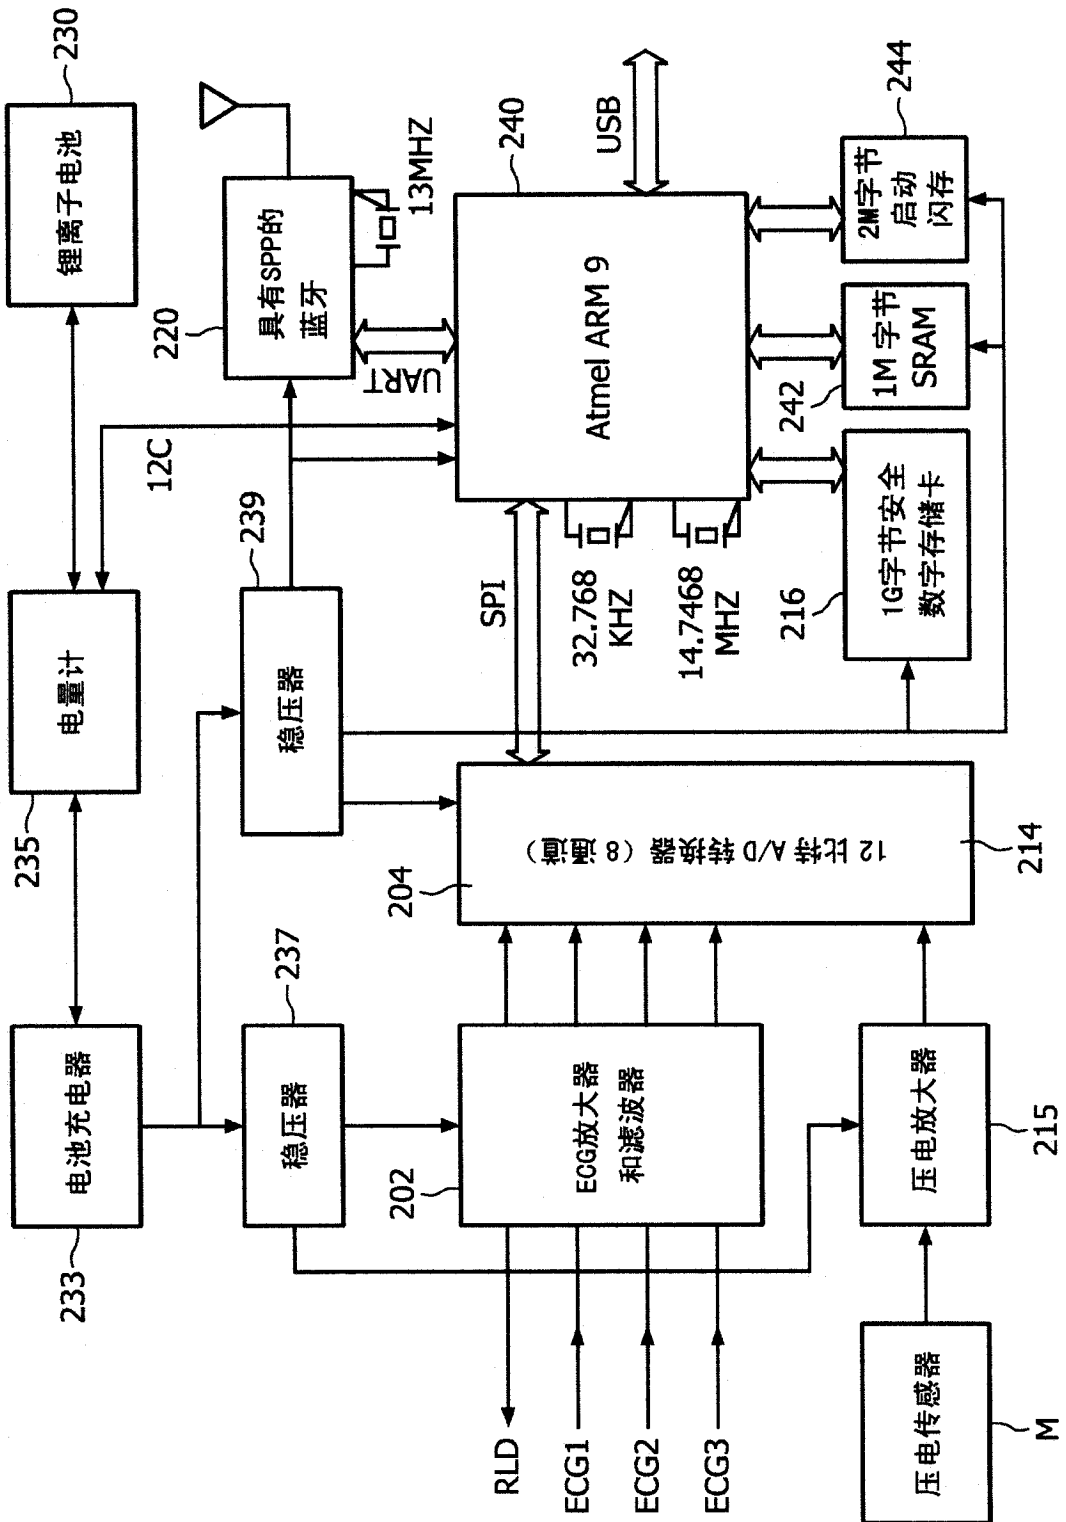 233
电池充电器
235
电量计
锂离子电池
230
12C
237
稳压器
239
稳压器
220
具有SPP的
蓝牙
13MHZ
UART
202
ECG放大器
和滤波器
RLD
ECG1
ECG2
ECG3
204
12比特 A/D 转换器 (8通道)
214
SPI
32.768
KHZ
14.7468
MHZ
Atmel ARM 9
240
USB
M
压电传感器
压电放大器
215
216
1G字节安全
数字存储卡
242
1M 字节
SRAM
2M字节
启动
闪存
244